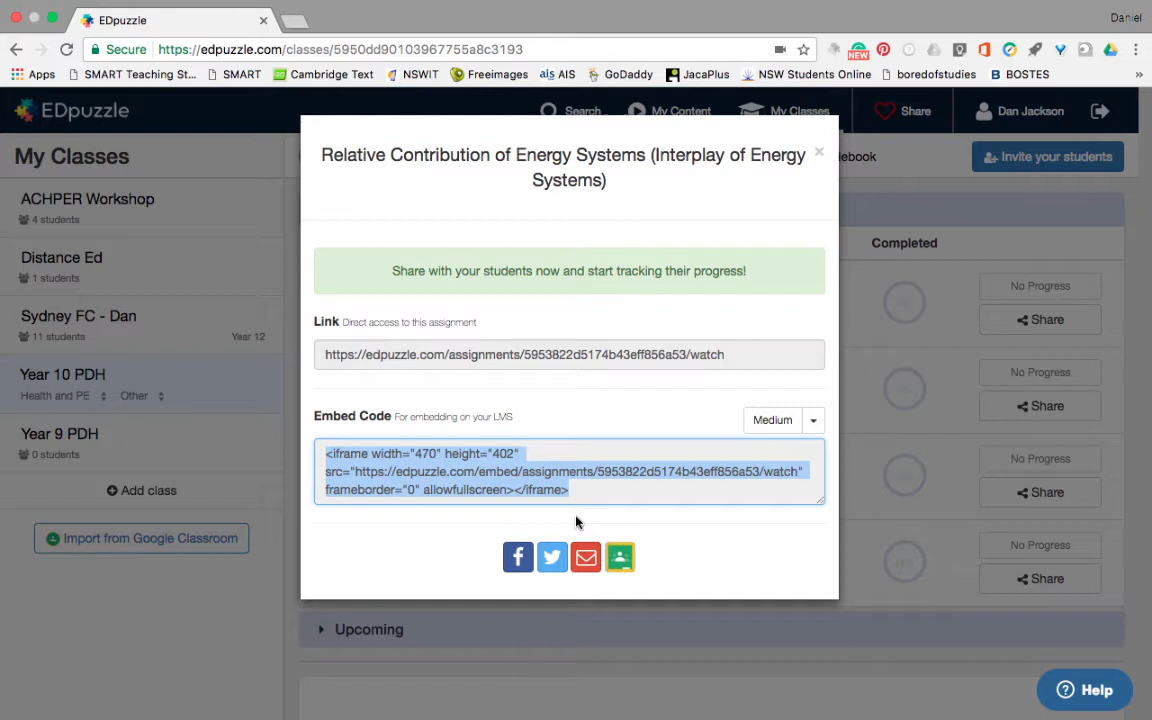 EDpuzzle
Daniel
Secure
https://edpuzzle.com/classes/5950dd90103967755a8c3193
NEW
Apps
SMART Teaching St...
SMART
Cambridge Text
NSWIT
Freeimages
aIs AIS
GoDaddy
JacaPlus
NSW Students Online
boredofstudies
B BOSTES
»
EDpuzzle
Search
My Content
My Classes
Share
Dan Jackson
My Classes
Invite your students
ACHPER Workshop
4 students
Distance Ed
1 students
Sydney FC - Dan
11 students
Year 12
Year 10 PDH
Health and PE
Other
Year 9 PDH
0 students
Add class
Import from Google Classroom
Relative Contribution of Energy Systems (Interplay of Energy
Systems)
×
Share with your students now and start tracking their progress!
Link Direct access to this assignment
https://edpuzzle.com/assignments/5953822d5174b43eff856a53/watch
Embed Code For embedding on your LMS
Medium
<iframe width="470" height="402"
src="https://edpuzzle.com/embed/assignments/5953822d5174b43eff856a53/watch"
frameborder="0" allowfullscreen></iframe>
Completed
No Progress
Share
No Progress
Share
No Progress
Share
No Progress
Share
Upcoming
Help